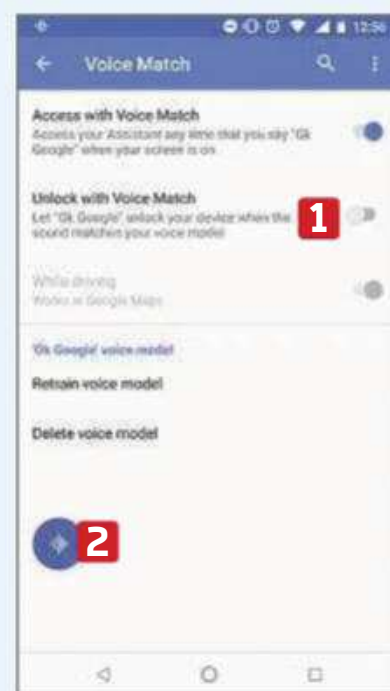 12:56
Voice Match
Access with Voice Match
Access your Assistant any time that you say "Ok
Google" when your screen is on
Unlock with Voice Match
Let "Ok Google" unlock your device when the
sound matches your voice model
1
While driving
Works in Google Maps
"Ok Google" voice model
Retrain voice model
Delete voice model
2